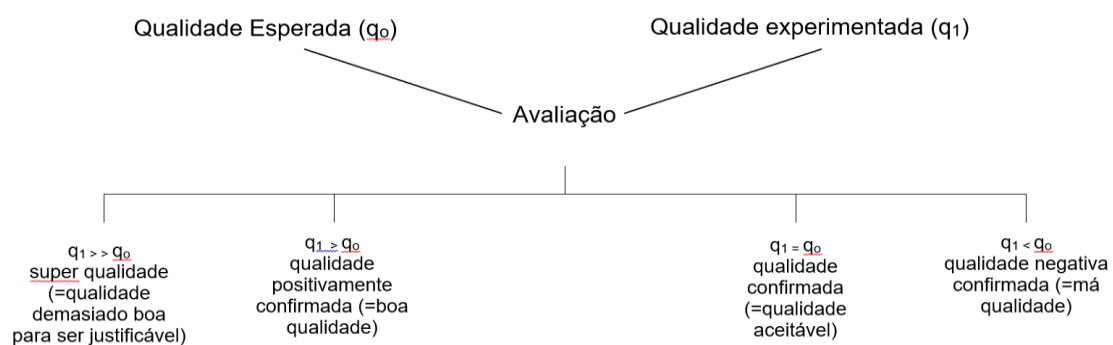 Qualidade Esperada (qo)
Qualidade experimentada (q1)
Avaliação
q1 > > qo
super qualidade
(=qualidade
demasiado boa
para ser justificável)
q1 > qo
qualidade
positivamente
confirmada (=boa
qualidade)
q1 = qo
qualidade
confirmada
(=qualidade
aceitável)
q1 < qo
qualidade negativa
confirmada (=má
qualidade)